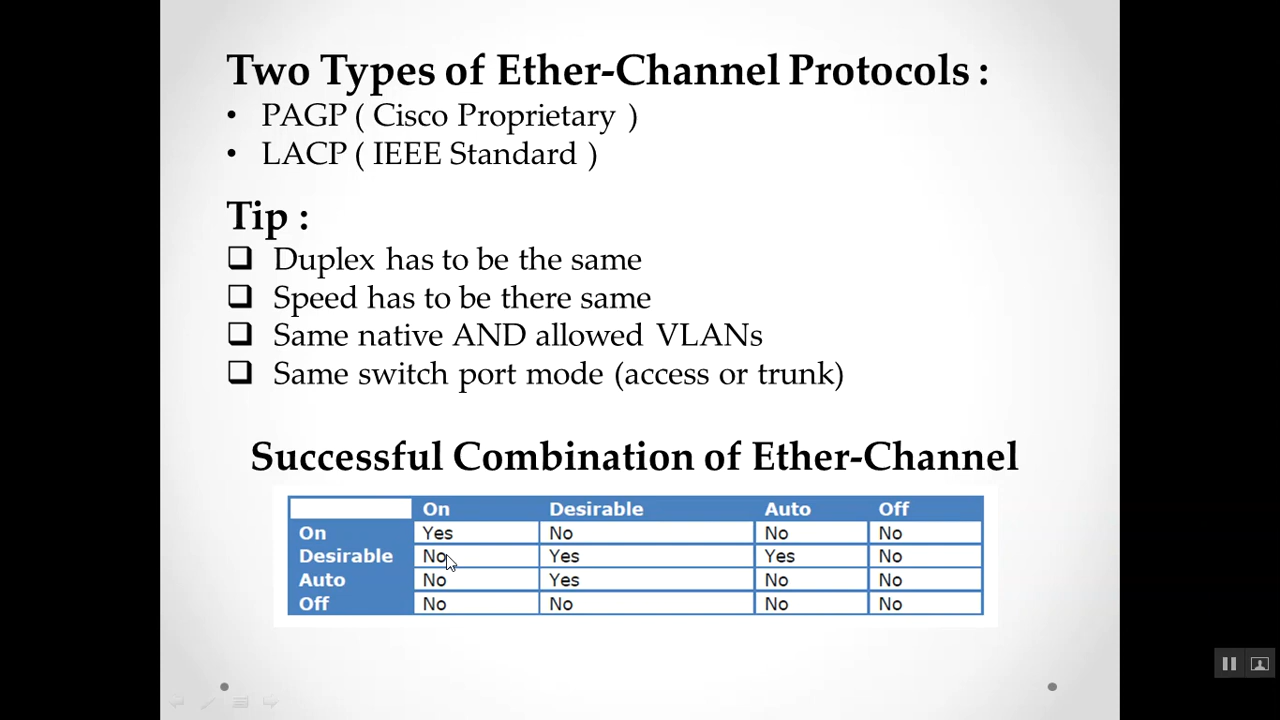 Two Types of Ether-Channel Protocols :
• PAGP ( Cisco Proprietary )
• LACP ( IEEE Standard )
Tip :
❑ Duplex has to be the same
❑ Speed has to be there same
❑ Same native AND allowed VLANs
❑ Same switch port mode (access or trunk)
Successful Combination of Ether-Channel
On Desirable Auto Off
On Yes No No No
Desirable No Yes Yes No
Auto No Yes No No
Off No No No No